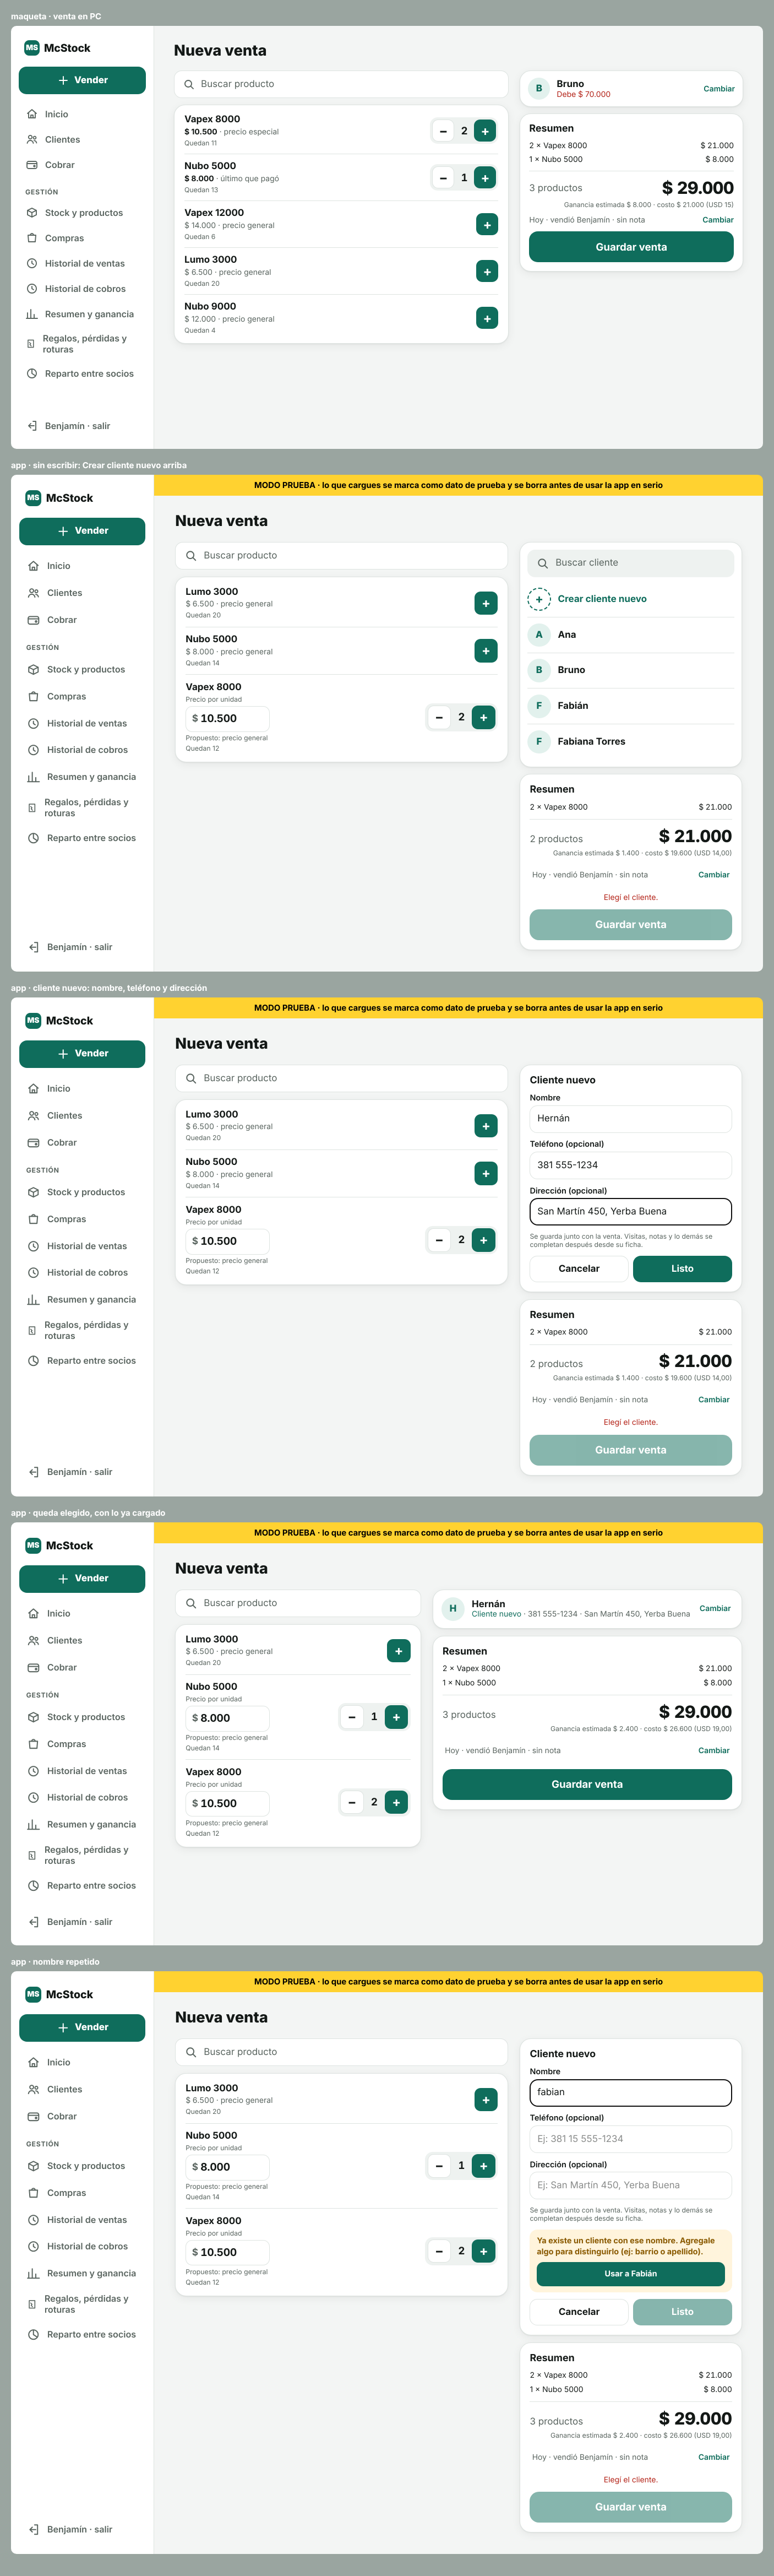 maqueta · venta en PC
MS McStock
+ Vender
Inicio
Clientes
Cobrar
GESTIÓN
Stock y productos
Compras
Historial de ventas
Historial de cobros
Resumen y ganancia
Regalos, pérdidas y
roturas
Reparto entre socios
Benjamín · salir
Nueva venta
Buscar producto
Vapex 8000
$ 10.500 · precio especial
Quedan 11
− 2 +
Nubo 5000
$ 8.000 · último que pagó
Quedan 13
− 1 +
Vapex 12000
$ 14.000 · precio general
Quedan 6
+
Lumo 3000
$ 6.500 · precio general
Quedan 20
+
Nubo 9000
$ 12.000 · precio general
Quedan 4
+
B
Bruno
Debe $ 70.000
Cambiar
Resumen
2 × Vapex 8000 $ 21.000
1 × Nubo 5000 $ 8.000
3 productos $ 29.000
Ganancia estimada $ 8.000 · costo $ 21.000 (USD 15)
Hoy · vendió Benjamín · sin nota Cambiar
Guardar venta
app · sin escribir: Crear cliente nuevo arriba
MS McStock
+ Vender
Inicio
Clientes
Cobrar
GESTIÓN
Stock y productos
Compras
Historial de ventas
Historial de cobros
Resumen y ganancia
Regalos, pérdidas y
roturas
Reparto entre socios
Benjamín · salir
MODO PRUEBA · lo que cargues se marca como dato de prueba y se borra antes de usar la app en serio
Nueva venta
Buscar producto
Lumo 3000
$ 6.500 · precio general
Quedan 20
+
Nubo 5000
$ 8.000 · precio general
Quedan 14
+
Vapex 8000
Precio por unidad
$ 10.500
Propuesto: precio general
Quedan 12
− 2 +
Buscar cliente
+ Crear cliente nuevo
A Ana
B Bruno
F Fabián
F Fabiana Torres
Resumen
2 × Vapex 8000 $ 21.000
2 productos $ 21.000
Ganancia estimada $ 1.400 · costo $ 19.600 (USD 14,00)
Hoy · vendió Benjamín · sin nota Cambiar
Elegí el cliente.
Guardar venta
app · cliente nuevo: nombre, teléfono y dirección
MS McStock
+ Vender
Inicio
Clientes
Cobrar
GESTIÓN
Stock y productos
Compras
Historial de ventas
Historial de cobros
Resumen y ganancia
Regalos, pérdidas y
roturas
Reparto entre socios
Benjamín · salir
MODO PRUEBA · lo que cargues se marca como dato de prueba y se borra antes de usar la app en serio
Nueva venta
Buscar producto
Lumo 3000
$ 6.500 · precio general
Quedan 20
+
Nubo 5000
$ 8.000 · precio general
Quedan 14
+
Vapex 8000
Precio por unidad
$ 10.500
Propuesto: precio general
Quedan 12
− 2 +
Cliente nuevo
Nombre
Hernán
Teléfono (opcional)
381 555-1234
Dirección (opcional)
San Martín 450, Yerba Buena
Se guarda junto con la venta. Visitas, notas y lo demás se
completan después desde su ficha.
Cancelar Listo
Resumen
2 × Vapex 8000 $ 21.000
2 productos $ 21.000
Ganancia estimada $ 1.400 · costo $ 19.600 (USD 14,00)
Hoy · vendió Benjamín · sin nota Cambiar
Elegí el cliente.
Guardar venta
app · queda elegido, con lo ya cargado
MS McStock
+ Vender
Inicio
Clientes
Cobrar
GESTIÓN
Stock y productos
Compras
Historial de ventas
Historial de cobros
Resumen y ganancia
Regalos, pérdidas y
roturas
Reparto entre socios
Benjamín · salir
MODO PRUEBA · lo que cargues se marca como dato de prueba y se borra antes de usar la app en serio
Nueva venta
Buscar producto
Lumo 3000
$ 6.500 · precio general
Quedan 20
+
Nubo 5000
Precio por unidad
$ 8.000
Propuesto: precio general
Quedan 14
− 1 +
Vapex 8000
Precio por unidad
$ 10.500
Propuesto: precio general
Quedan 12
− 2 +
H
Hernán
Cliente nuevo · 381 555-1234 · San Martín 450, Yerba Buena
Cambiar
Resumen
2 × Vapex 8000 $ 21.000
1 × Nubo 5000 $ 8.000
3 productos $ 29.000
Ganancia estimada $ 2.400 · costo $ 26.600 (USD 19,00)
Hoy · vendió Benjamín · sin nota Cambiar
Guardar venta
app · nombre repetido
MS McStock
+ Vender
Inicio
Clientes
Cobrar
GESTIÓN
Stock y productos
Compras
Historial de ventas
Historial de cobros
Resumen y ganancia
Regalos, pérdidas y
roturas
Reparto entre socios
Benjamín · salir
MODO PRUEBA · lo que cargues se marca como dato de prueba y se borra antes de usar la app en serio
Nueva venta
Buscar producto
Lumo 3000
$ 6.500 · precio general
Quedan 20
+
Nubo 5000
Precio por unidad
$ 8.000
Propuesto: precio general
Quedan 14
− 1 +
Vapex 8000
Precio por unidad
$ 10.500
Propuesto: precio general
Quedan 12
− 2 +
Cliente nuevo
Nombre
fabian
Teléfono (opcional)
Ej: 381 15 555-1234
Dirección (opcional)
Ej: San Martín 450, Yerba Buena
Se guarda junto con la venta. Visitas, notas y lo demás se
completan después desde su ficha.
Ya existe un cliente con ese nombre. Agregale
algo para distinguirlo (ej: barrio o apellido).
Usar a Fabián
Cancelar Listo
Resumen
2 × Vapex 8000 $ 21.000
1 × Nubo 5000 $ 8.000
3 productos $ 29.000
Ganancia estimada $ 2.400 · costo $ 26.600 (USD 19,00)
Hoy · vendió Benjamín · sin nota Cambiar
Elegí el cliente.
Guardar venta